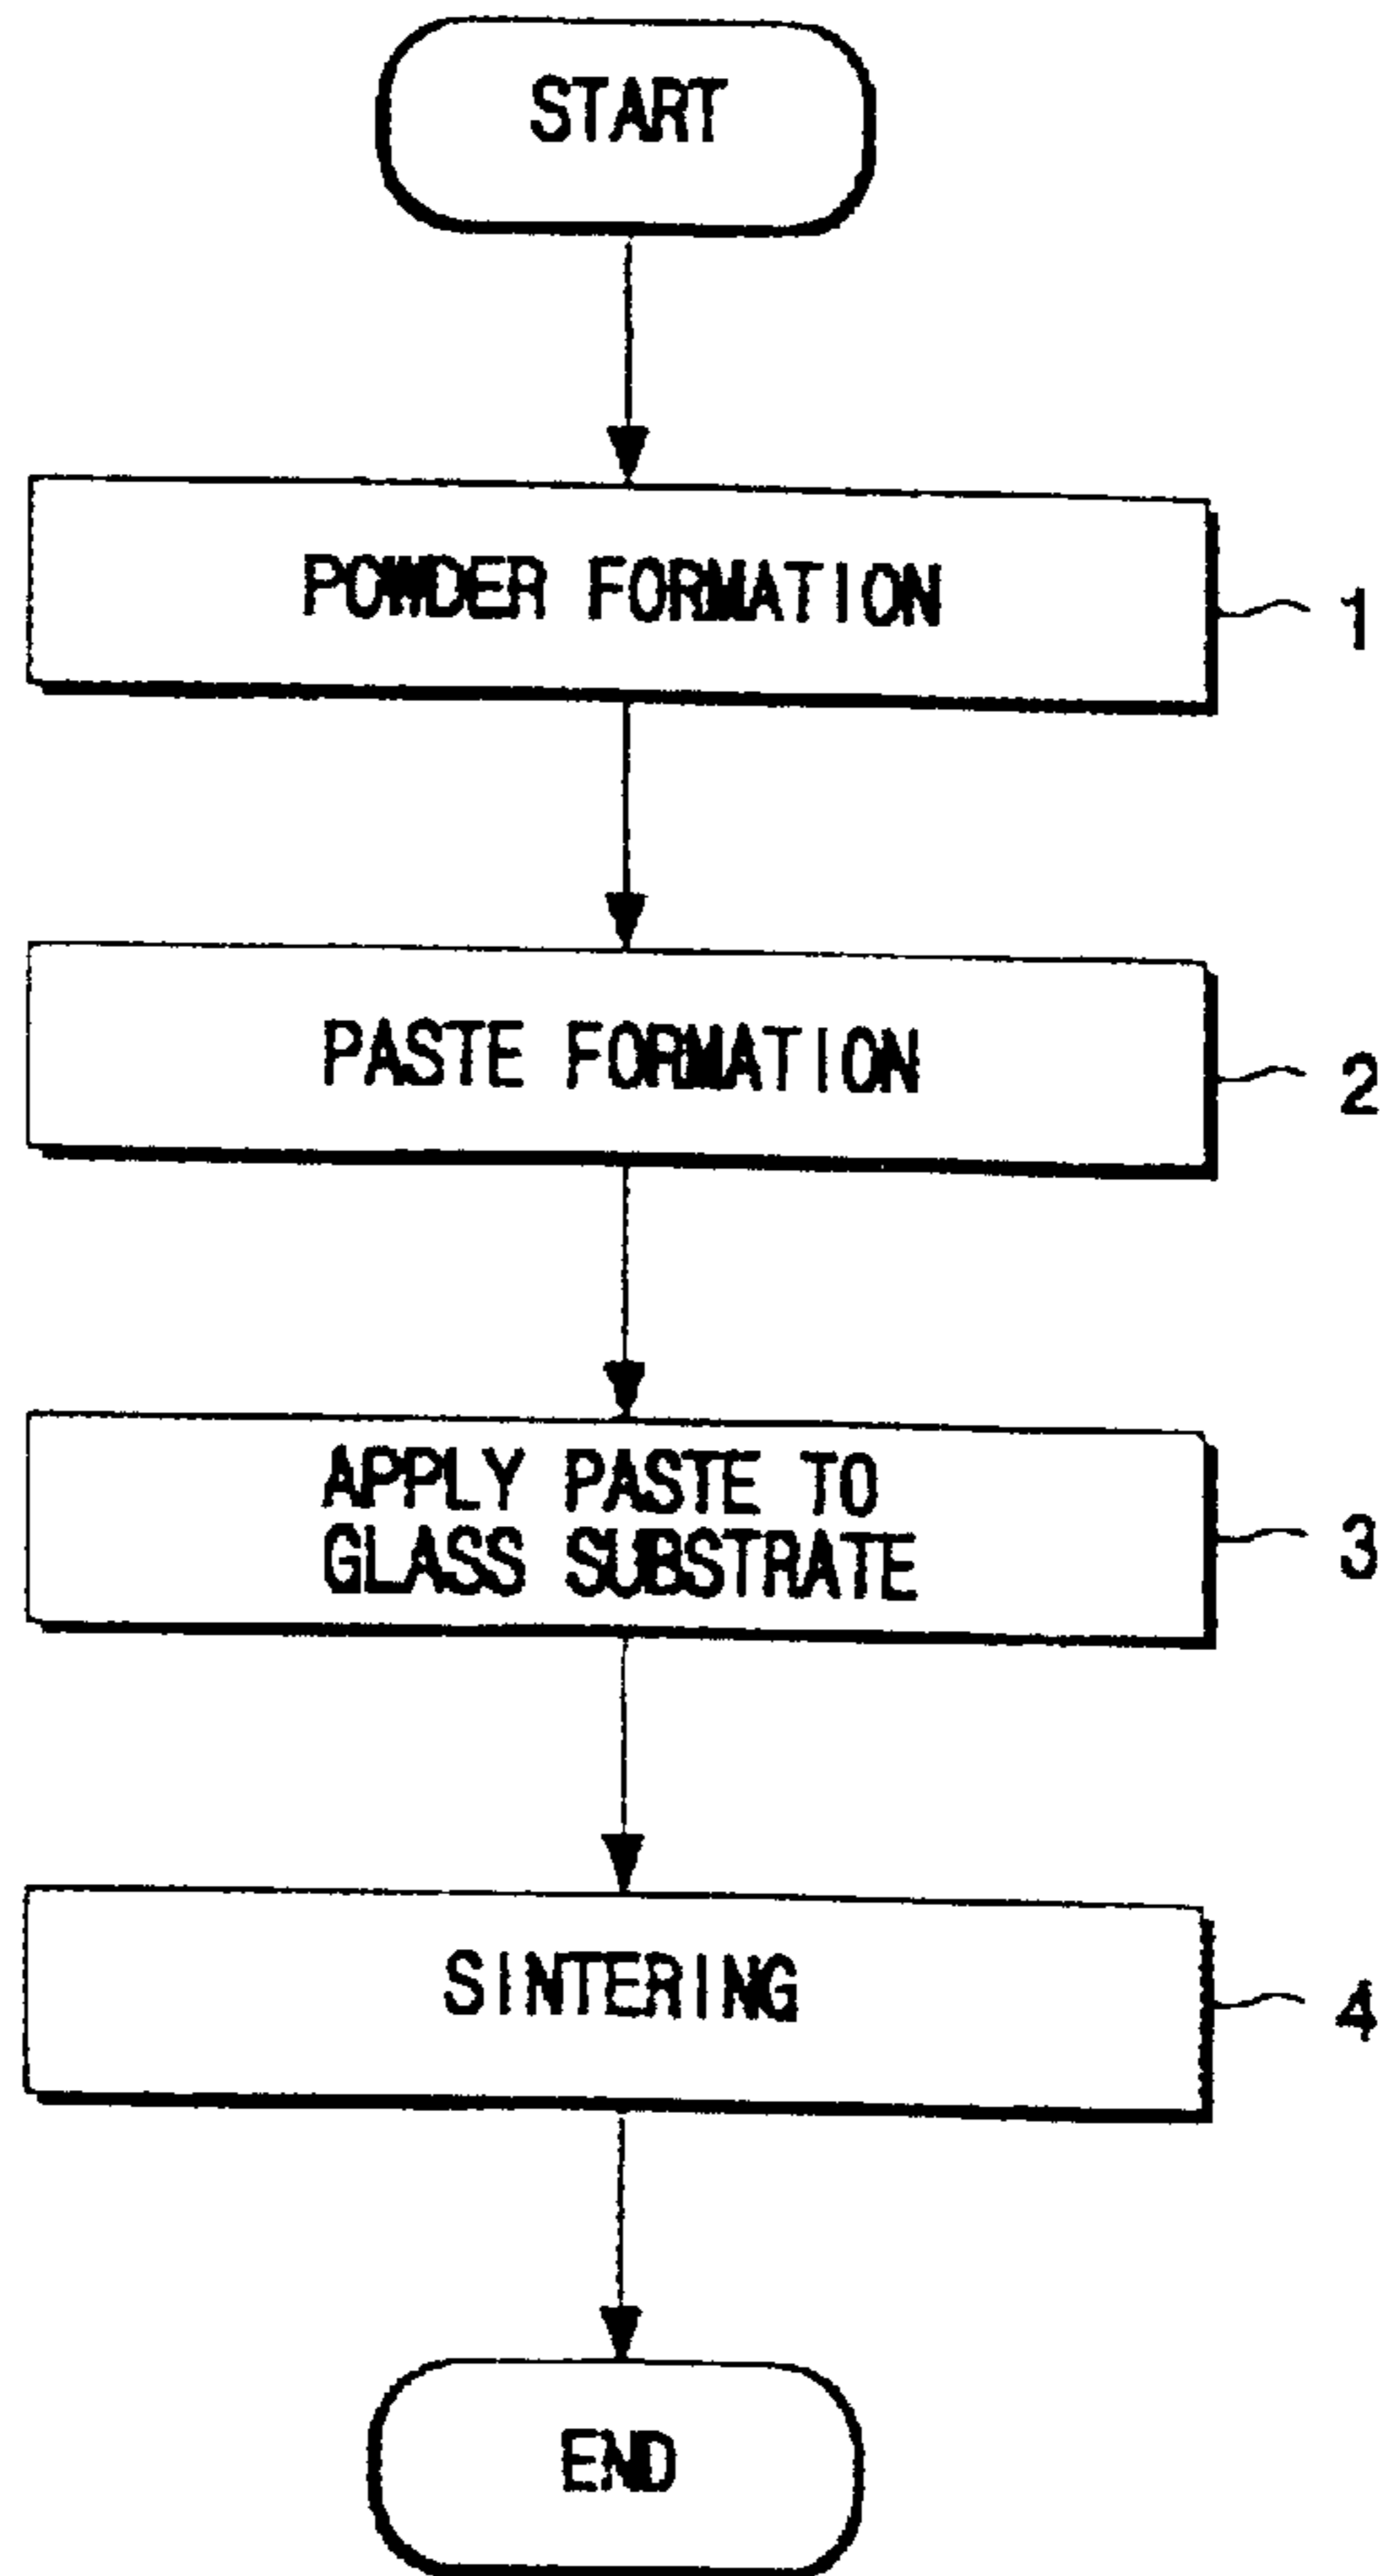 START
POWDER FORMATION
1
PASTE FORMATION
2
APPLY PASTE TO
GLASS SUBSTRATE
3
SINTERING
4
END